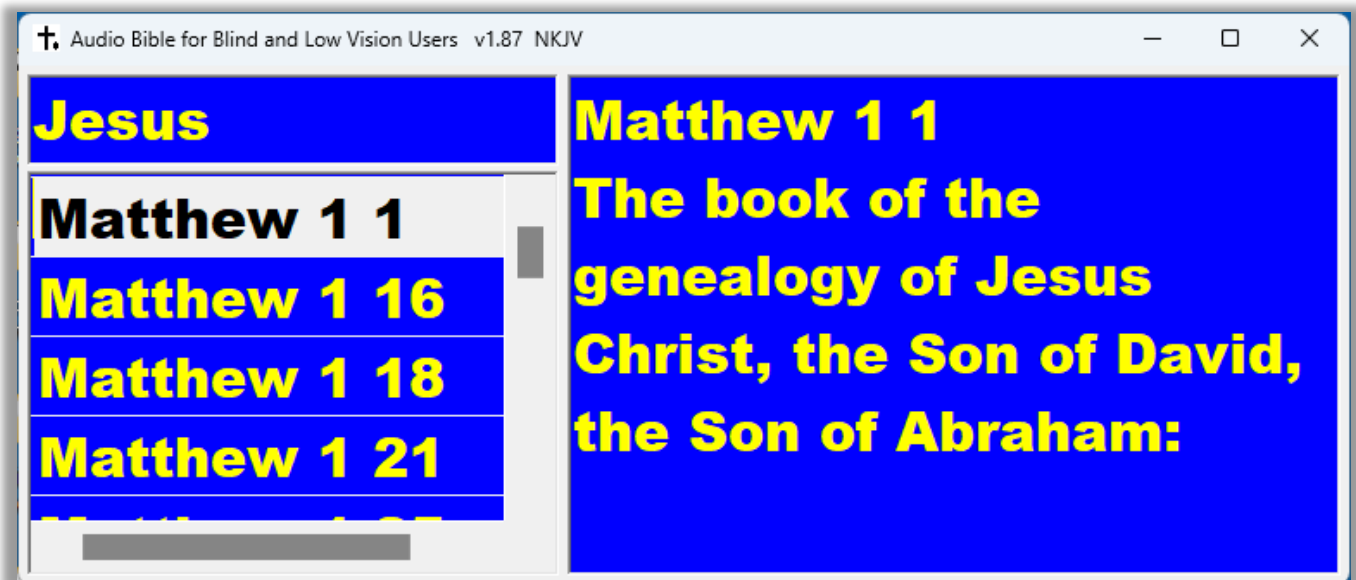 Audio Bible for Blind and Low Vision Users v1.87 NKJV
Jesus
Matthew 1 1
Matthew 1 16
Matthew 1 18
Matthew 1 21
Matthew 1 1
The book of the
genealogy of Jesus
Christ, the Son of David,
the Son of Abraham: